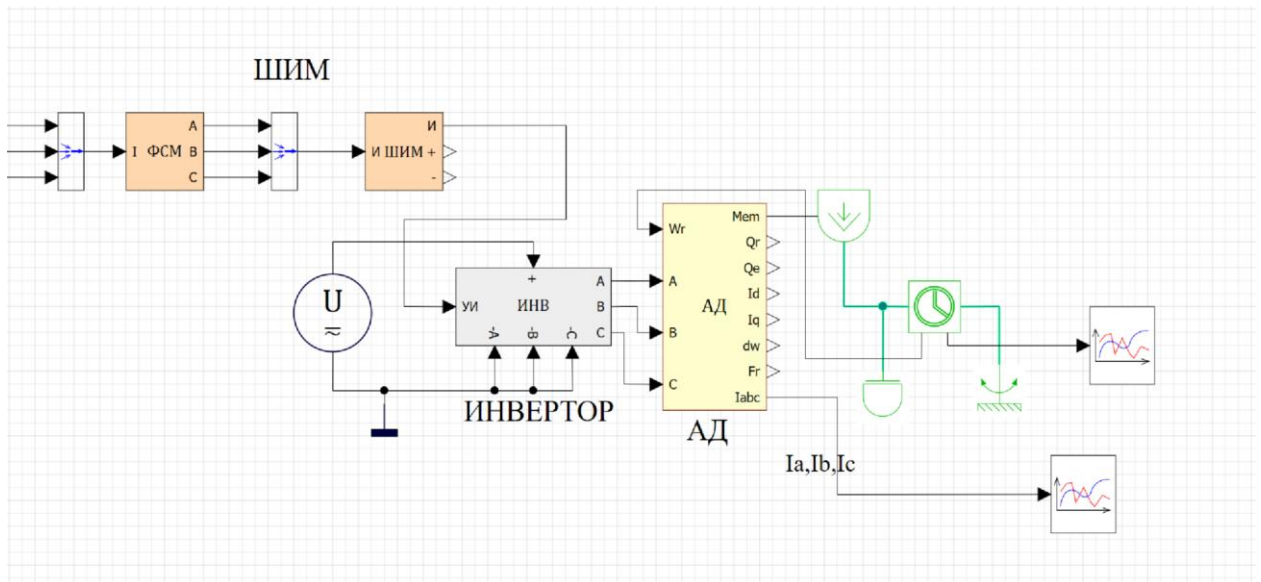 ШИМ
I ФСМ A
B
C
И ШИМ И
+
-
U
УИ ИНВ +
A
B
C
-A -B -C
ИНВЕРТОР
Wr
A
B
C
АД
Mem
Qr
Qe
Id
Iq
dw
Fr
Iabc
АД
Ia,Ib,Ic